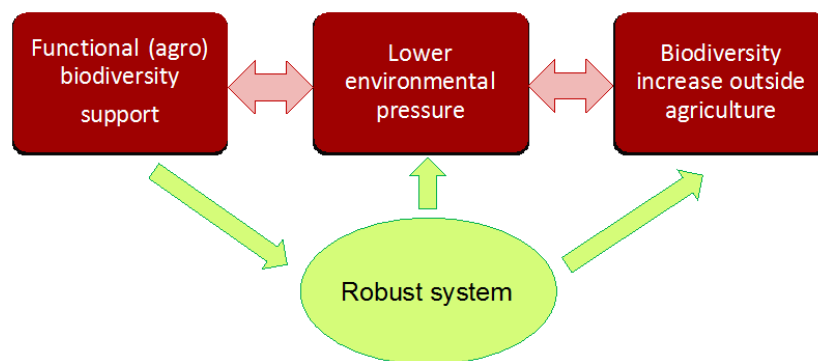 Functional (agro)
biodiversity
support
Lower
environmental
pressure
Biodiversity
increase outside
agriculture
Robust system